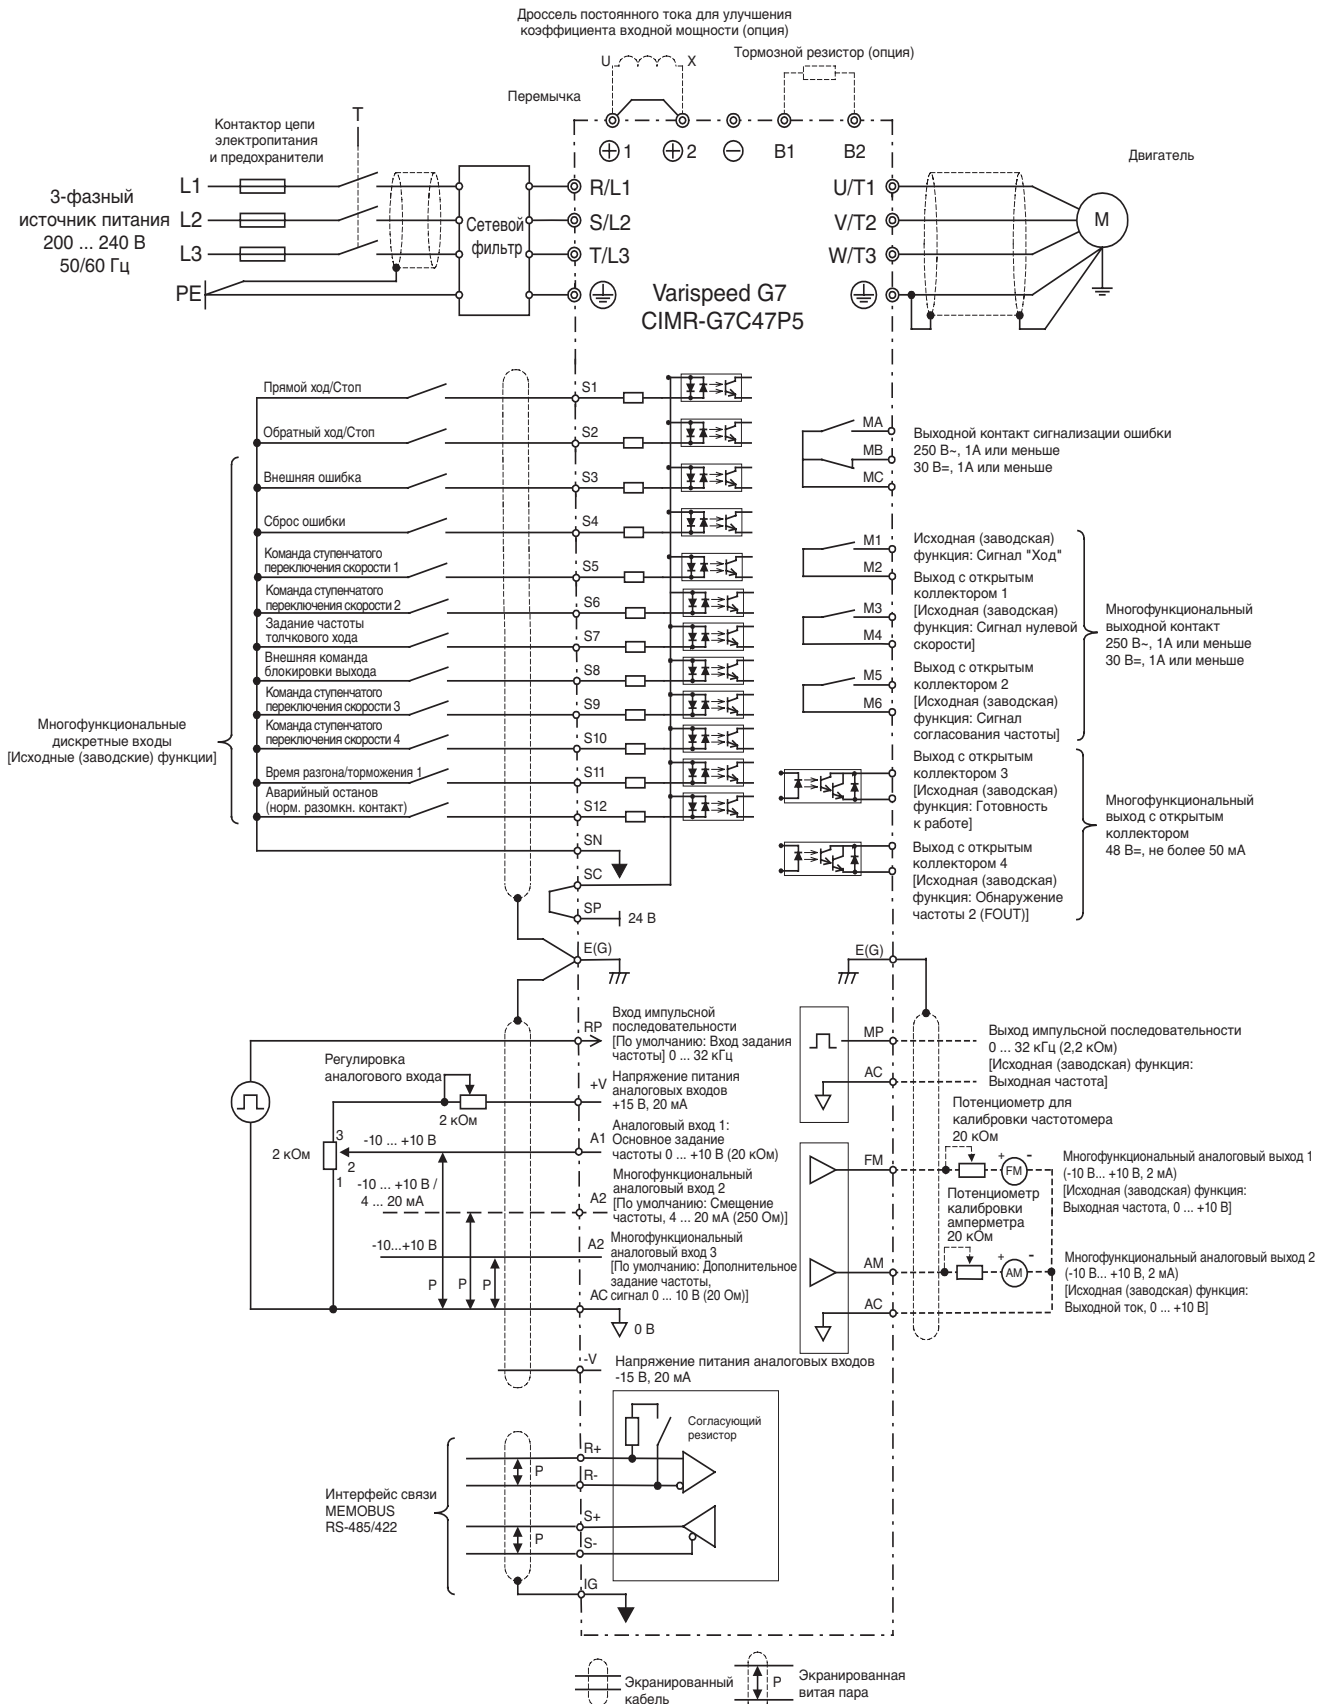 Дроссель постоянного тока для улучшения
коэффициента входной мощности (опция)
Тормозной резистор (опция)
U
X
Перемычка
T
Контактор цепи
электропитания
и предохранители
1
2
B1
B2
Двигатель
3-фазный
источник питания
200 ... 240 В
50/60 Гц
L1
L2
L3
PE
Сетевой
фильтр
R/L1
S/L2
T/L3
U/T1
V/T2
W/T3
M
Varispeed G7
CIMR-G7C47P5
Прямой ход/Стоп
S1
Обратный ход/Стоп
S2
Внешняя ошибка
S3
Сброс ошибки
S4
Команда ступенчатого
переключения скорости 1
S5
Команда ступенчатого
переключения скорости 2
S6
Задание частоты
толчкового хода
S7
Внешняя команда
блокировки выхода
S8
Команда ступенчатого
переключения скорости 3
S9
Команда ступенчатого
переключения скорости 4
S10
Время разгона/торможения 1
S11
Аварийный останов
(норм. разомкн. контакт)
S12
Многофункциональные
дискретные входы
[Исходные (заводские) функции]
SN
SC
SP
24 В
E(G)
MA
MB
MC
Выходной контакт сигнализации ошибки
250 В~, 1А или меньше
30 В=, 1А или меньше
M1
M2
M3
M4
M5
M6
Исходная (заводская)
функция: Сигнал "Ход"
Выход с открытым
коллектором 1
[Исходная (заводская)
функция: Сигнал нулевой
скорости]
Выход с открытым
коллектором 2
[Исходная (заводская)
функция: Сигнал
согласования частоты]
Многофункциональный
выходной контакт
250 В~, 1А или меньше
30 В=, 1А или меньше
Выход с открытым
коллектором 3
[Исходная (заводская)
функция: Готовность
к работе]
Выход с открытым
коллектором 4
[Исходная (заводская)
функция: Обнаружение
частоты 2 (FOUT)]
Многофункциональный
выход с открытым
коллектором
48 В=, не более 50 мА
E(G)
RP
Вход импульсной
последовательности
[По умолчанию: Вход задания
частоты] 0 ... 32 кГц
Регулировка
аналогового входа
2 кОм
+V
Напряжение питания
аналоговых входов
+15 В, 20 мА
2 кОм
3
2
1
-10 ... +10 В
A1
Аналоговый вход 1:
Основное задание
частоты 0 ... +10 В (20 кОм)
-10 ... +10 В /
4 ... 20 мА
A2
Многофункциональный
аналоговый вход 2
[По умолчанию: Смещение
частоты, 4 ... 20 мА (250 Ом)]
-10...+10 В
A2
Многофункциональный
аналоговый вход 3
[По умолчанию: Дополнительное
задание частоты,
сигнал 0 ... 10 В (20 Ом)]
P
P
P
AC
0 В
-V
Напряжение питания аналоговых входов
-15 В, 20 мА
MP
AC
Выход импульсной последовательности
0 ... 32 кГц (2,2 кОм)
[Исходная (заводская) функция:
Выходная частота]
Потенциометр для
калибровки частотомера
20 кОм
FM
+
-
FM
Многофункциональный аналоговый выход 1
(-10 В... +10 В, 2 мА)
[Исходная (заводская) функция:
Выходная частота, 0 ... +10 В]
Потенциометр
калибровки
амперметра
20 кОм
AM
+
-
AM
Многофункциональный аналоговый выход 2
(-10 В... +10 В, 2 мА)
[Исходная (заводская) функция:
Выходной ток, 0 ... +10 В]
AC
Согласующий
резистор
Интерфейс связи
MEMOBUS
RS-485/422
P
P
R+
R-
S+
S-
IG
Экранированный
кабель
P
Экранированная
витая пара